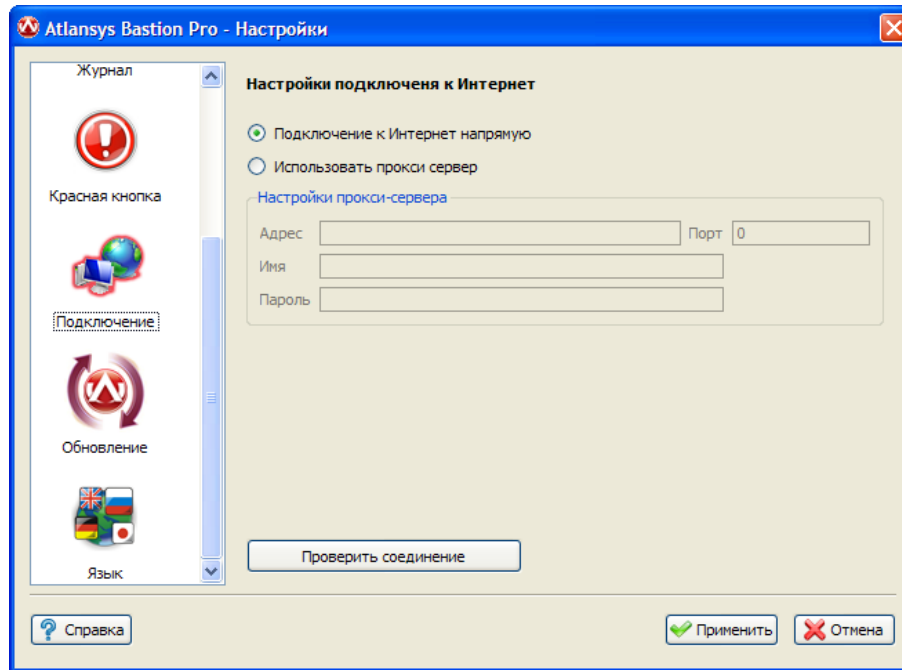 Atlansys Bastion Pro - Настройки
Журнал
Красная кнопка
Подключение
Обновление
Язык
Настройки подключеня к Интернет
Подключение к Интернет напрямую
Использовать прокси сервер
Настройки прокси-сервера
Адрес
Порт 0
Имя
Пароль
Проверить соединение
? Справка
Применить
Отмена